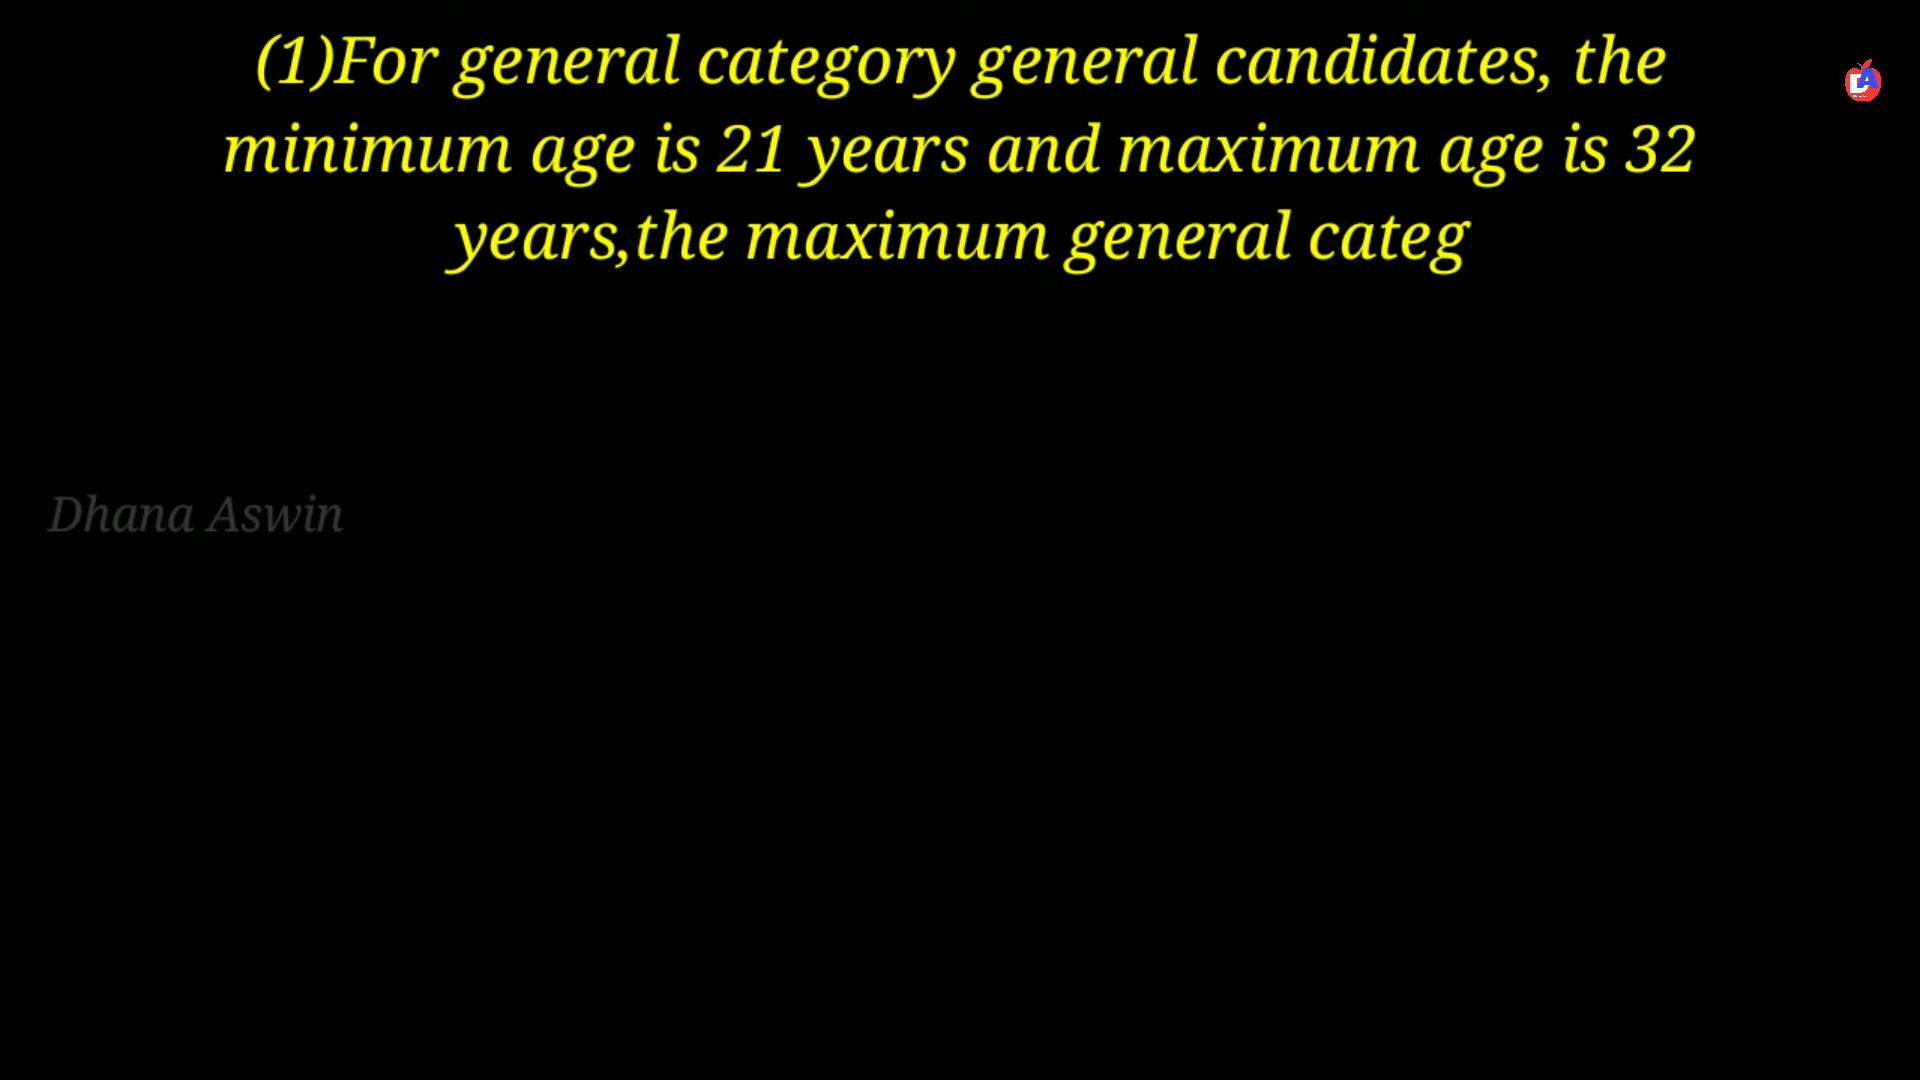 (1)For general category general candidates, the
minimum age is 21 years and maximum age is 32
years,the maximum general categ
DA
Dhana Aswin